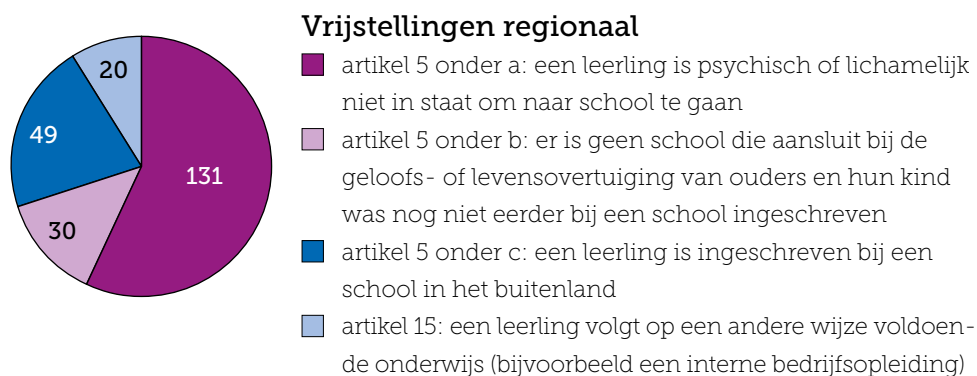 Vrijstellingen regionaal
20
49
131
30
artikel 5 onder a: een leerling is psychisch of lichamelijk
niet in staat om naar school te gaan
artikel 5 onder b: er is geen school die aansluit bij de
geloofs- of levensovertuiging van ouders en hun kind
was nog niet eerder bij een school ingeschreven
artikel 5 onder c: een leerling is ingeschreven bij een
school in het buitenland
artikel 15: een leerling volgt op een andere wijze voldoen-
de onderwijs (bijvoorbeeld een interne bedrijfsopleiding)